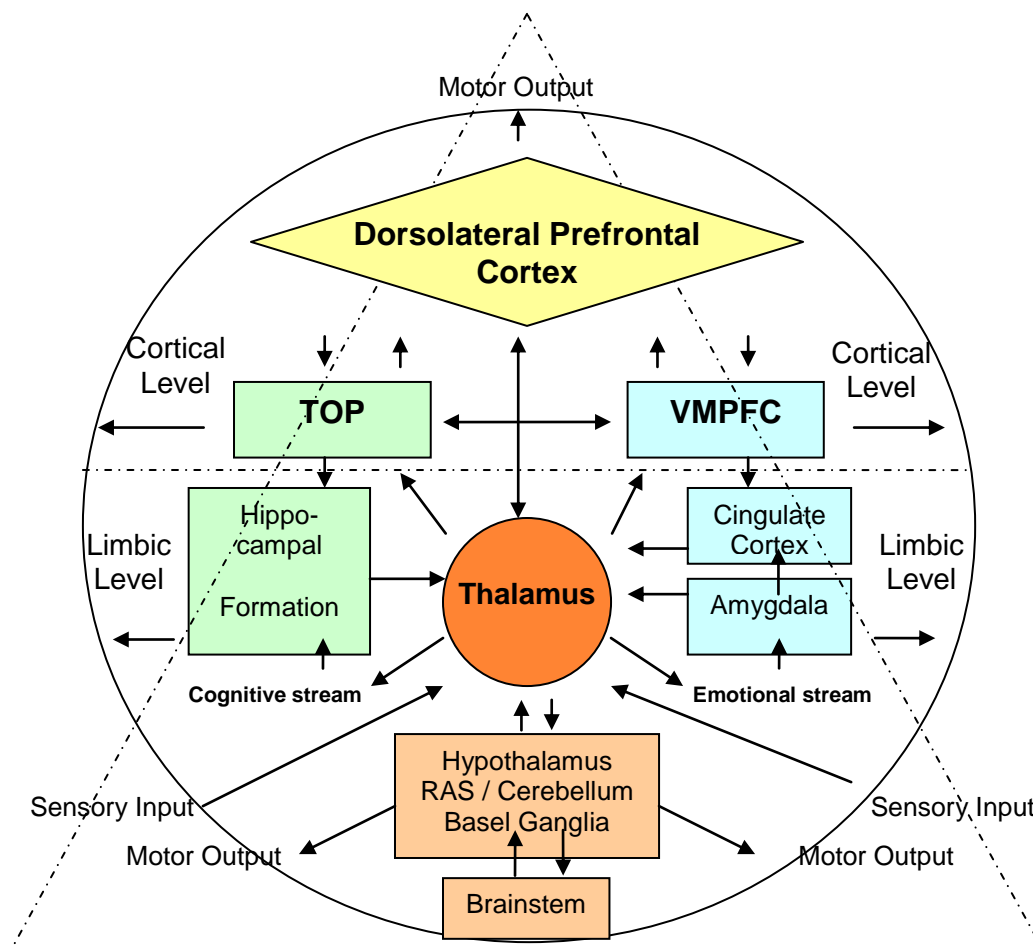 Motor Output
Dorsolateral Prefrontal
Cortex
Cortical
Level
TOP
VMPFC
Cortical
Level
Limbic
Level
Hippo-
campal
Formation
Thalamus
Cingulate
Cortex
Amygdala
Limbic
Level
Cognitive stream
Emotional stream
Hypothalamus
RAS / Cerebellum
Basel Ganglia
Sensory Input
Sensory Input
Motor Output
Motor Output
Brainstem